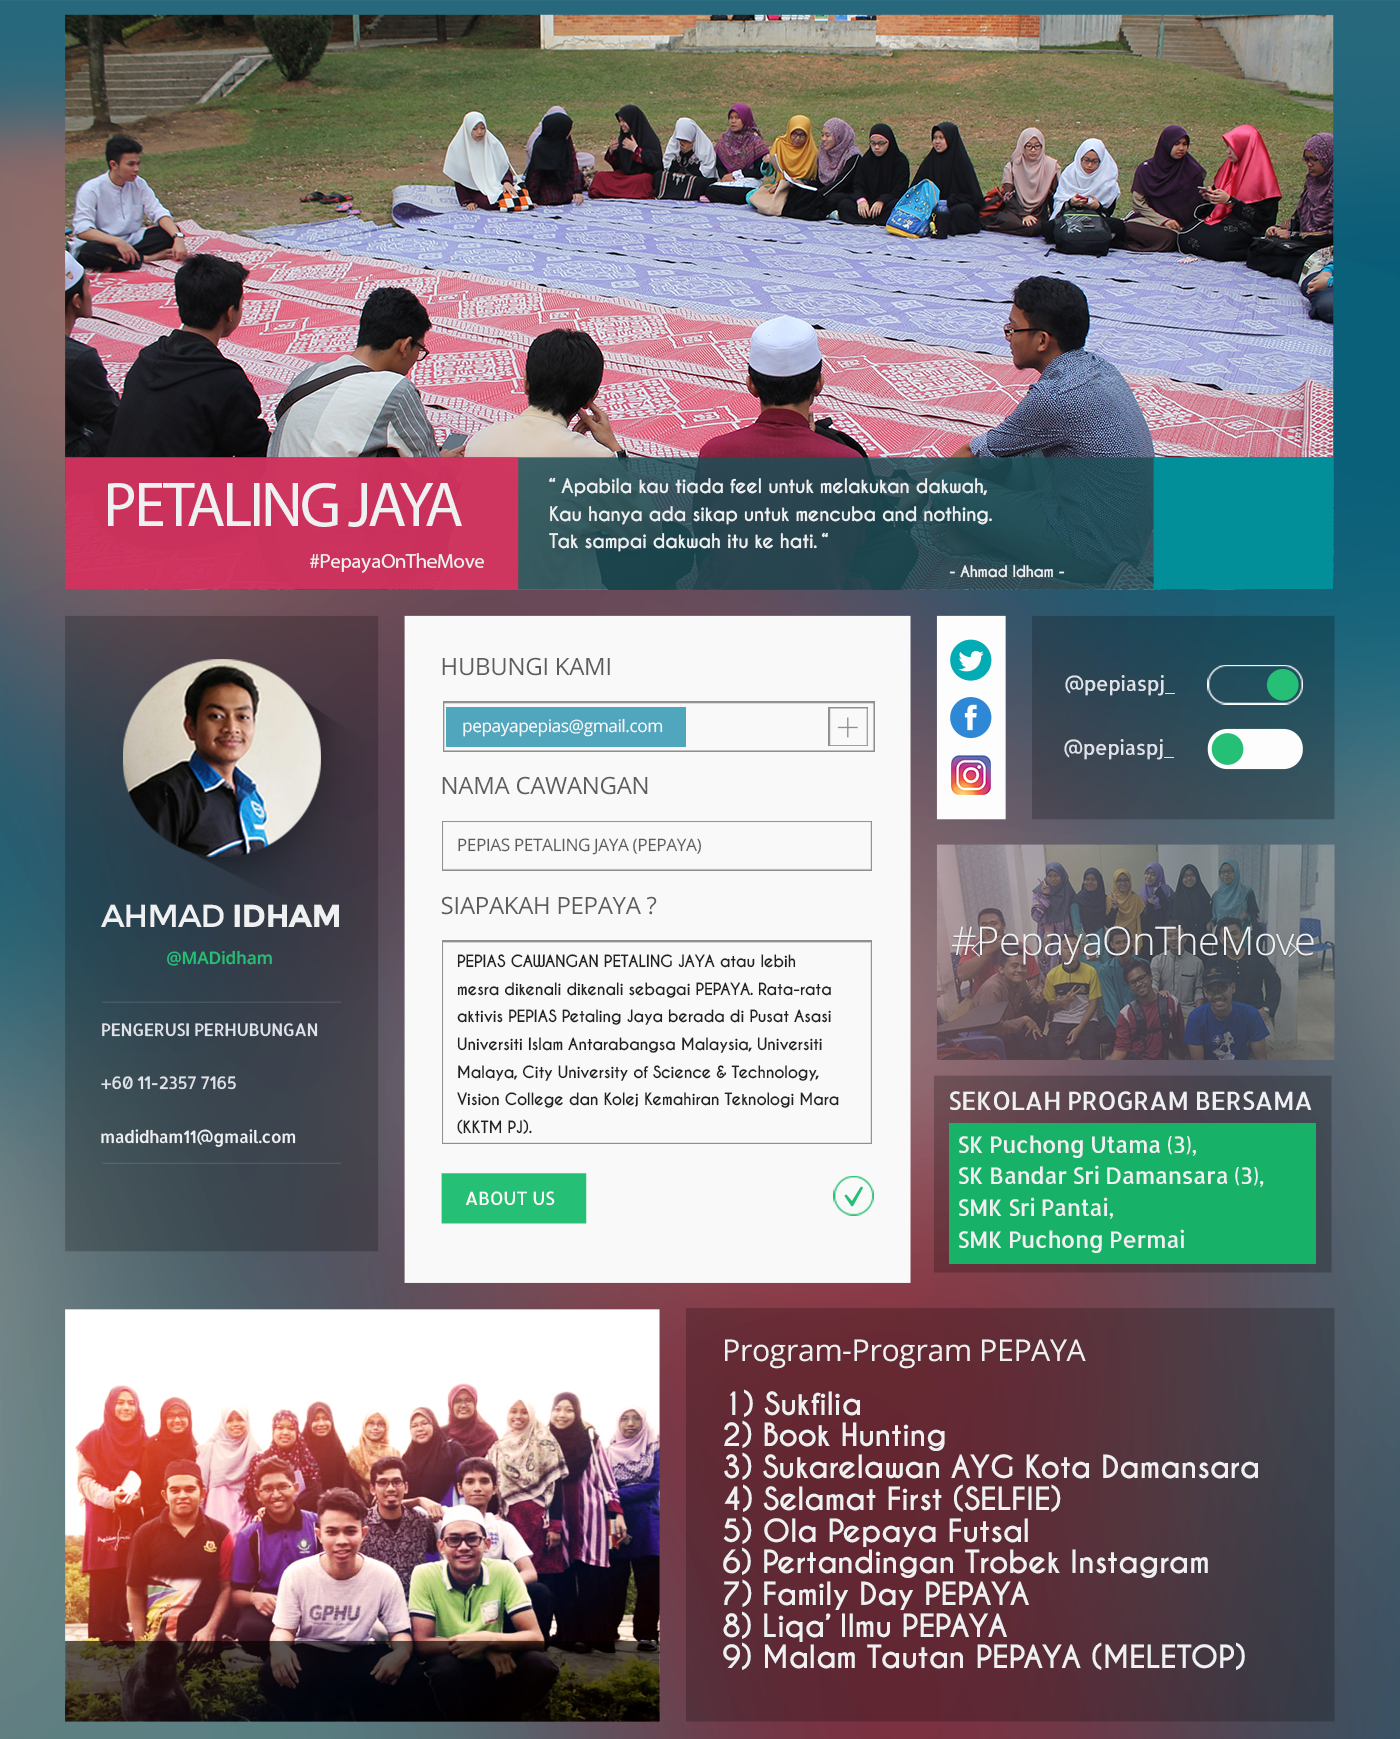 PETALING JAYA
#PepayaOnTheMove
“ Apabila kau tiada feel untuk melakukan dakwah,
Kau hanya ada sikap untuk mencuba and nothing.
Tak sampai dakwah itu ke hati. “
- Ahmad Idham -
AHMAD IDHAM
@MADidham
PENGERUSI PERHUBUNGAN
+60 11-2357 7165
madidham11@gmail.com
HUBUNGI KAMI
pepayapepias@gmail.com
NAMA CAWANGAN
PEPIAS PETALING JAYA (PEPAYA)
SIAPAKAH PEPAYA ?
PEPIAS CAWANGAN PETALING JAYA atau lebih
mesra dikenali dikenali sebagai PEPAYA. Rata-rata
aktivis PEPIAS Petaling Jaya berada di Pusat Asasi
Universiti Islam Antarabangsa Malaysia, Universiti
Malaya, City University of Science & Technology,
Vision College dan Kolej Kemahiran Teknologi Mara
(KKTM PJ).
ABOUT US
@pepiaspj_
@pepiaspj_
#PepayaOnTheMove
SEKOLAH PROGRAM BERSAMA
SK Puchong Utama (3),
SK Bandar Sri Damansara (3),
SMK Sri Pantai,
SMK Puchong Permai
GPHU
Program-Program PEPAYA
1) Sukfilia
2) Book Hunting
3) Sukarelawan AYG Kota Damansara
4) Selamat First (SELFIE)
5) Ola Pepaya Futsal
6) Pertandingan Trobek Instagram
7) Family Day PEPAYA
8) Liqa’ Ilmu PEPAYA
9) Malam Tautan PEPAYA (MELETOP)